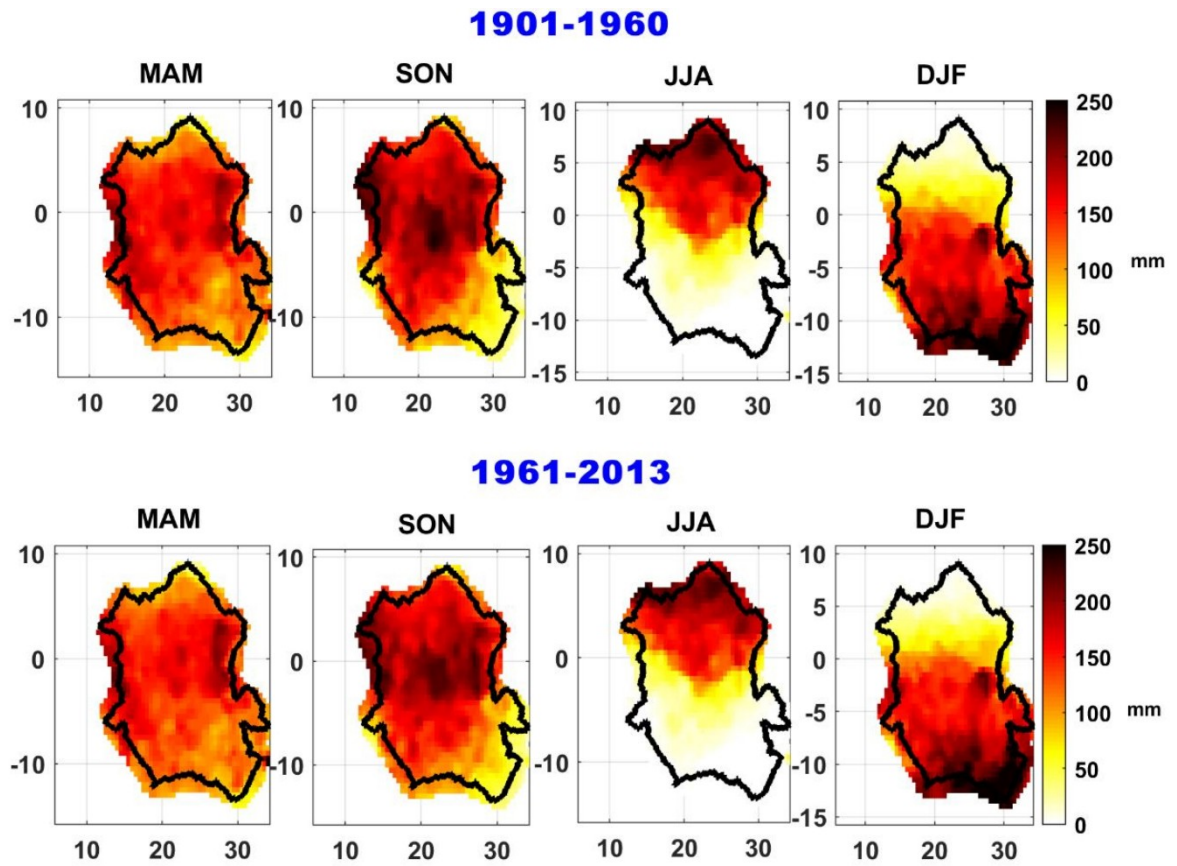 1901-1960
MAM SON JJA DJF
10 10 10 10 250
5 5 200
0 0 0 0 150
-5 -5 100 mm
-10 -10 -10 -10 50
-15 -15 0
10 20 30 10 20 30 10 20 30 10 20 30
1961-2013
MAM SON JJA DJF
10 10 10 10 250
5 5 200
0 0 0 0 150
-5 -5 100 mm
-10 -10 -10 -10 50
-15 0
10 20 30 10 20 30 10 20 30 10 20 30